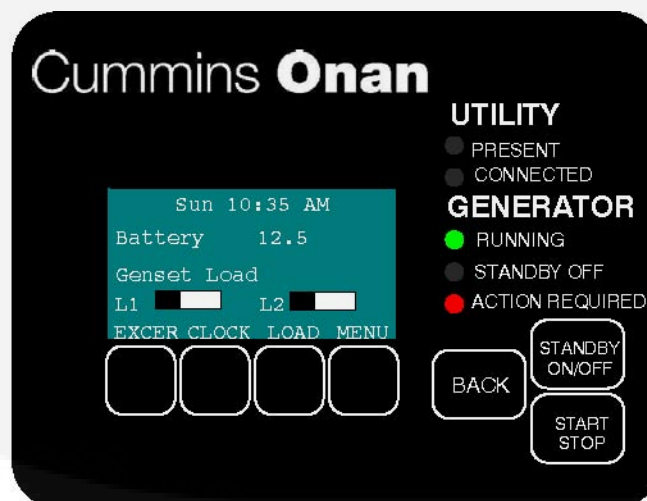 Cummins Onan
UTILITY
PRESENT
CONNECTED
GENERATOR
RUNNING
STANDBY OFF
ACTION REQUIRED
Sun 10:35 AM
Battery 12.5
Genset Load
L1 L2
EXCER CLOCK LOAD MENU
BACK
STANDBY
ON/OFF
START
STOP